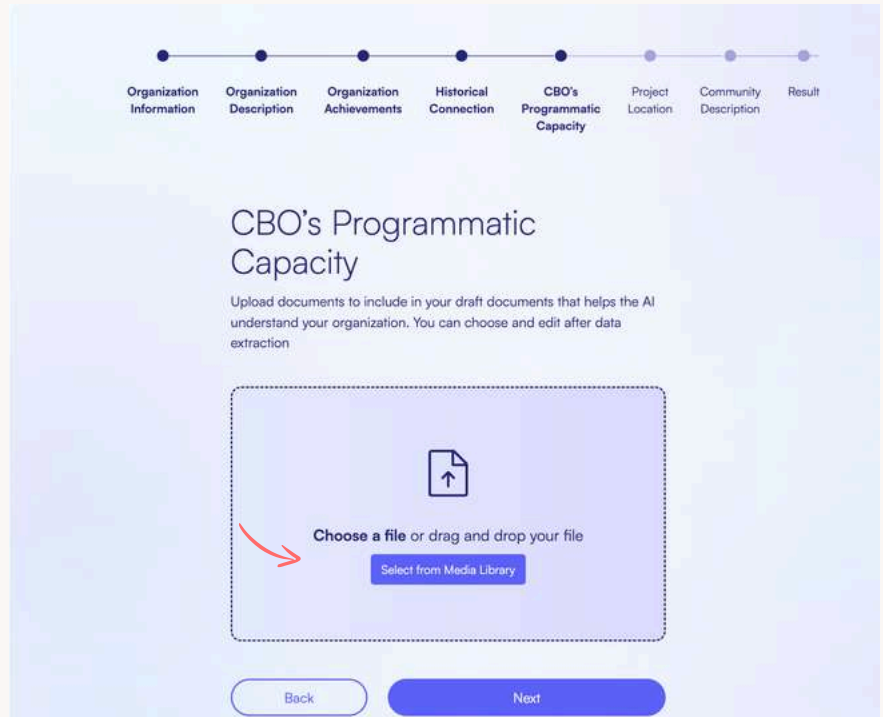 Organization Information
Organization Description
Organization Achievements
Historical Connection
CBO's Programmatic Capacity
Project Location
Community Description
Result
CBO's Programmatic
Capacity
Upload documents to include in your draft documents that helps the AI
understand your organization. You can choose and edit after data
extraction
Choose a file or drag and drop your file
Select from Media Library
Back
Next